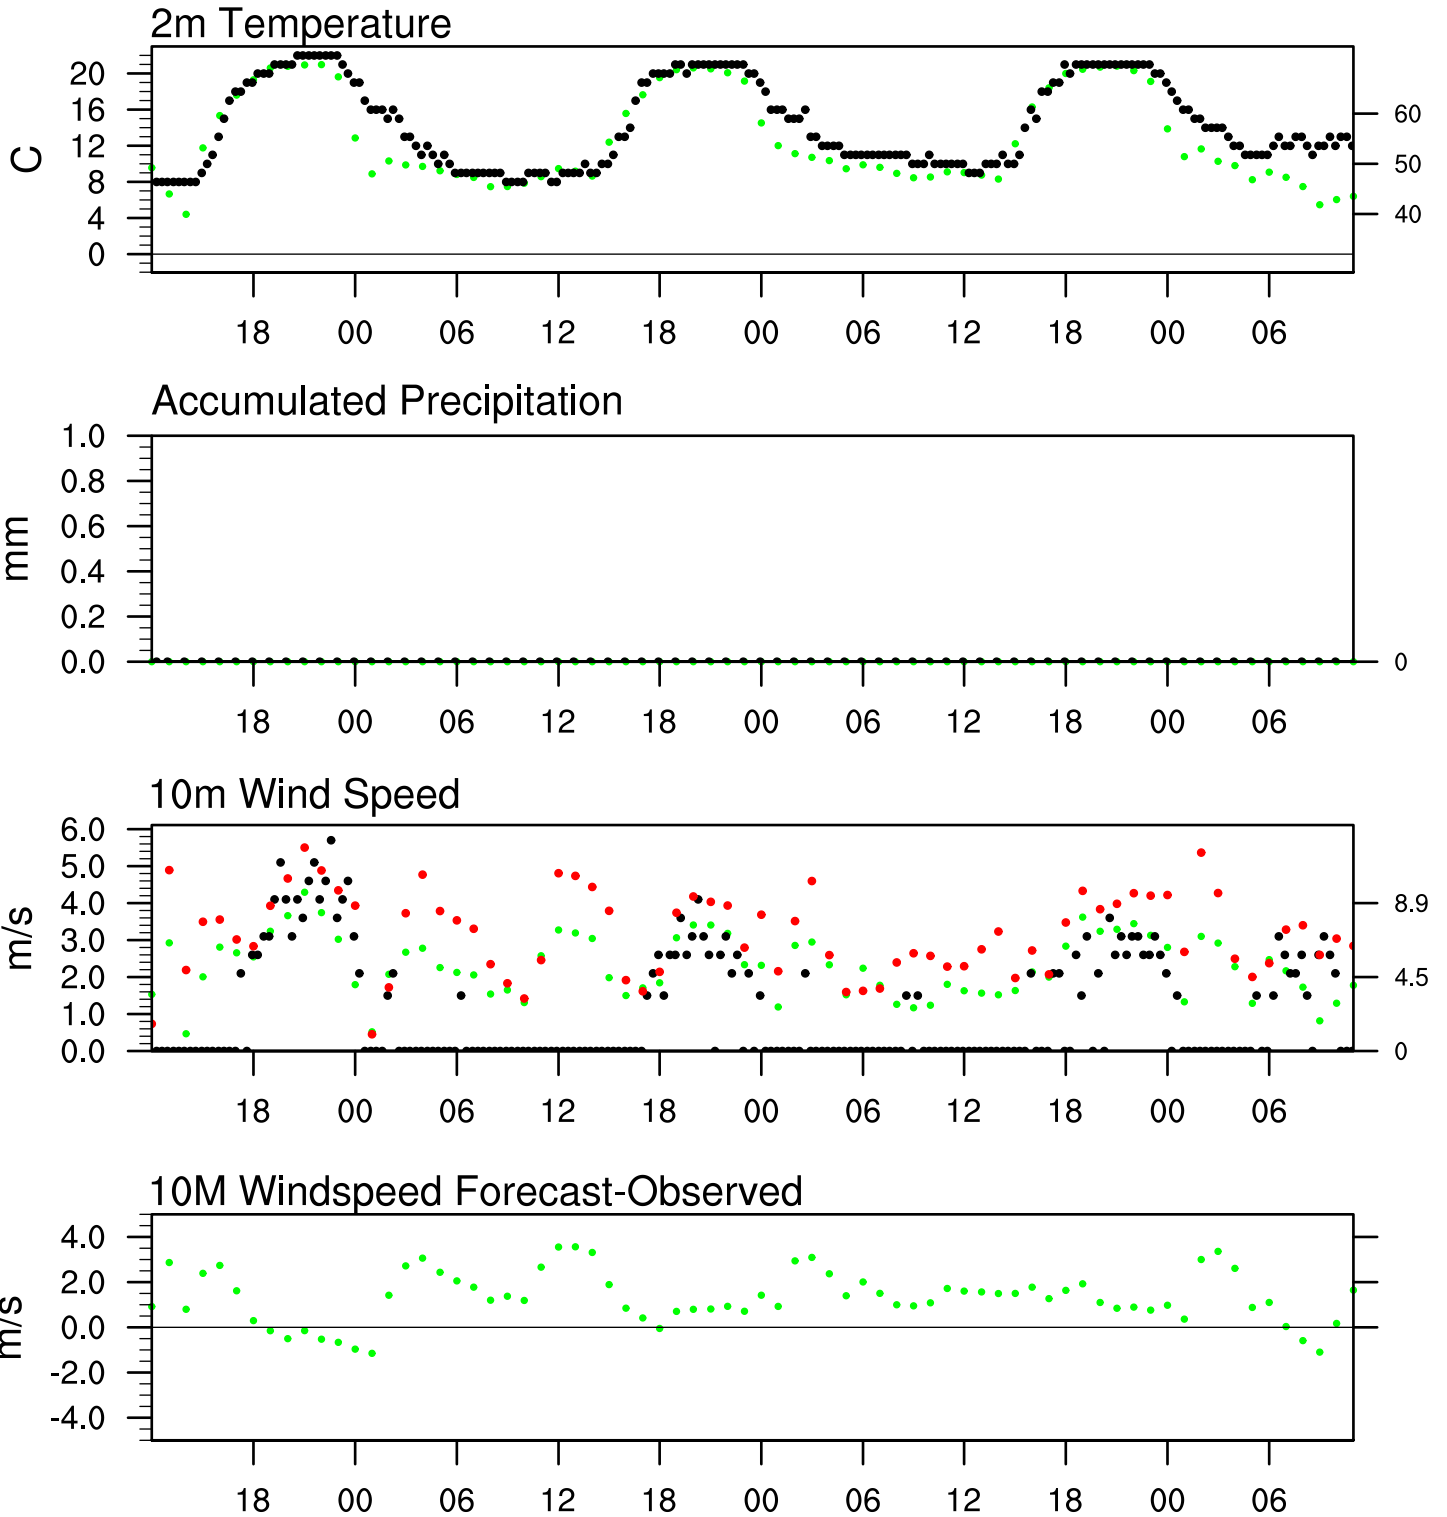 2m Temperature
C
20
16
12
8
4
0
60
50
40
18 00 06 12 18 00 06 12 18 00 06
Accumulated Precipitation
mm
1.0
0.8
0.6
0.4
0.2
0.0
0
18 00 06 12 18 00 06 12 18 00 06
10m Wind Speed
m/s
6.0
5.0
4.0
3.0
2.0
1.0
0.0
8.9
4.5
0
18 00 06 12 18 00 06 12 18 00 06
10M Windspeed Forecast-Observed
m/s
4.0
2.0
0.0
-2.0
-4.0
18 00 06 12 18 00 06 12 18 00 06